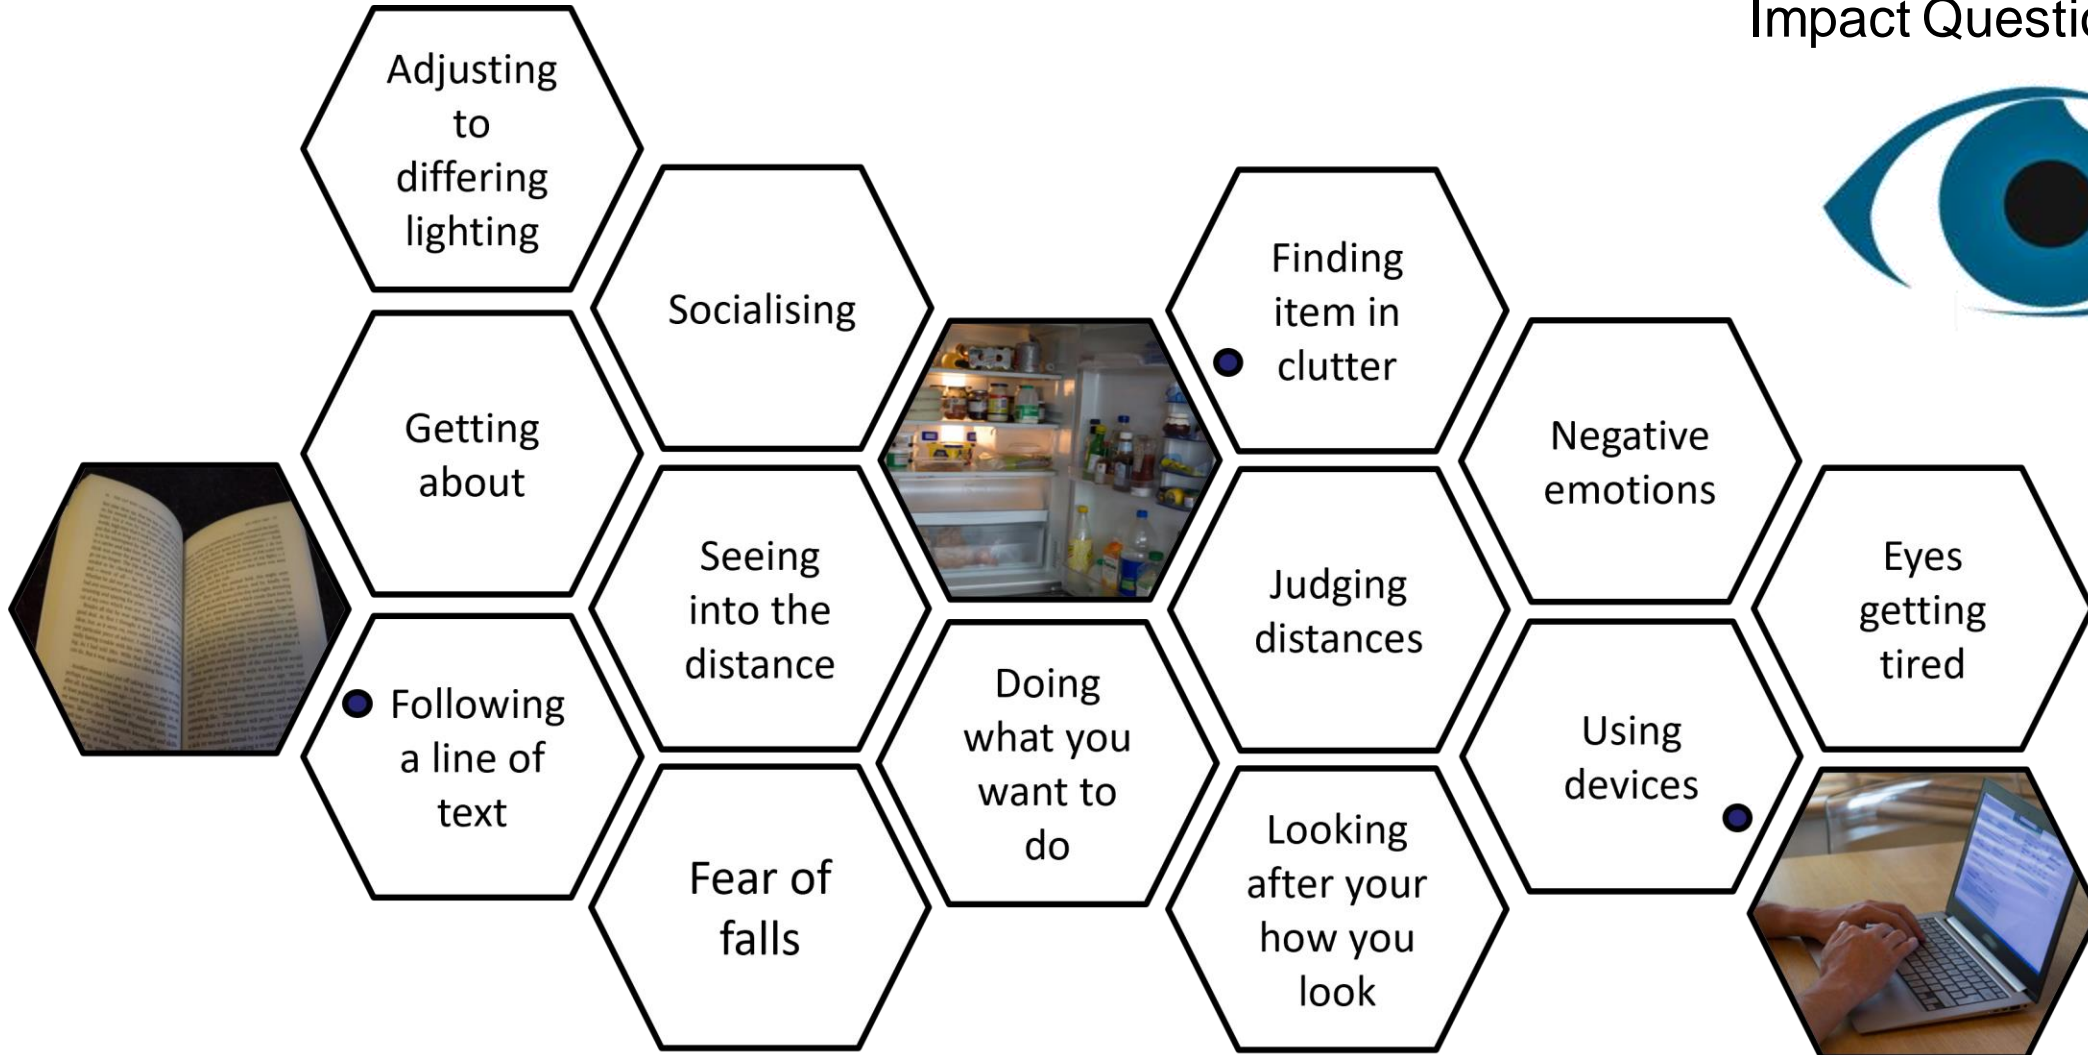 Impact Questio
Adjusting
to
differing
lighting
Socialising
Finding
item in
clutter
Getting
about
Negative
emotions
Seeing
into the
distance
Judging
distances
Eyes
getting
tired
Following
a line of
text
Doing
what you
want to
do
Using
devices
Fear of
falls
Looking
after your
how you
look